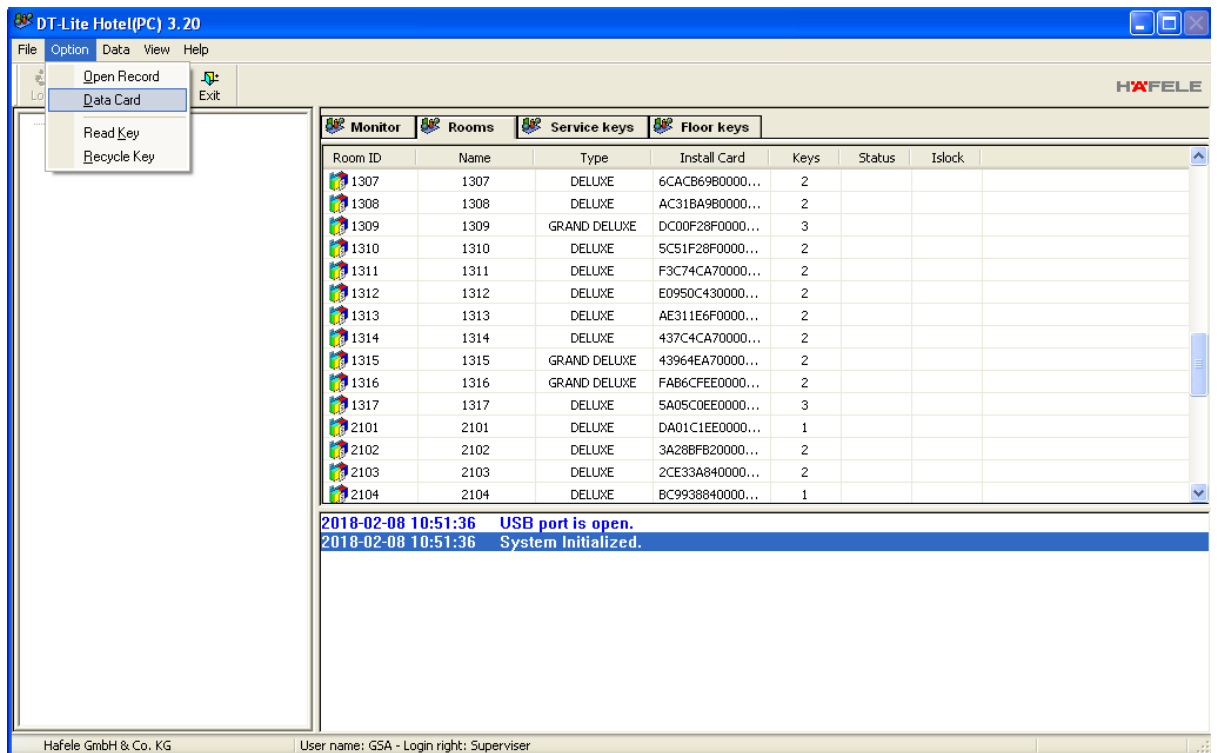 DT-Lite Hotel(PC) 3.20
File Option Data View Help
Open Record
Data Card
Read Key
Recycle Key
Lo
Exit
HÄFELE
Monitor Rooms Service keys Floor keys
Room ID Name Type Install Card Keys Status Islock
1307 1307 DELUXE 6CACB69B0000... 2
1308 1308 DELUXE AC31BA9B0000... 2
1309 1309 GRAND DELUXE DC00F28F0000... 3
1310 1310 DELUXE 5C51F28F0000... 2
1311 1311 DELUXE F3C74CA70000... 2
1312 1312 DELUXE E0950C430000... 2
1313 1313 DELUXE AE311E6F0000... 2
1314 1314 DELUXE 437C4CA70000... 2
1315 1315 GRAND DELUXE 43964EA70000... 2
1316 1316 GRAND DELUXE FAB6CFEE0000... 2
1317 1317 DELUXE 5A05C0EE0000... 3
2101 2101 DELUXE DA01C1EE0000... 1
2102 2102 DELUXE 3A28BFB20000... 2
2103 2103 DELUXE 2CE33A840000... 2
2104 2104 DELUXE BC9938840000... 1
2018-02-08 10:51:36 USB port is open.
2018-02-08 10:51:36 System Initialized.
Hafele GmbH & Co. KG User name: GSA - Login right: Superviser